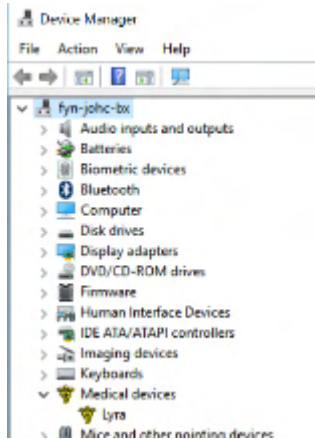 Device Manager
File Action View Help
fyn-johc-bx
Audio inputs and outputs
Batteries
Biometric devices
Bluetooth
Computer
Disk drives
Display adapters
DVD/CD-ROM drives
Firmware
Human Interface Devices
IDE ATA/ATAPI controllers
Imaging devices
Keyboards
Medical devices
Lyra
Mice and other pointing devices